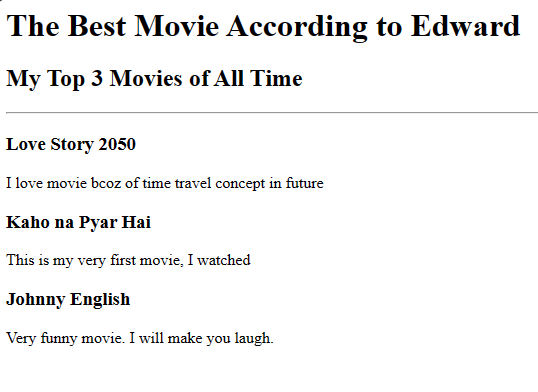 The Best Movie According to Edward
My Top 3 Movies of All Time
Love Story 2050
I love movie bcoz of time travel concept in future
Kaho na Pyar Hai
This is my very first movie, I watched
Johnny English
Very funny movie. I will make you laugh.